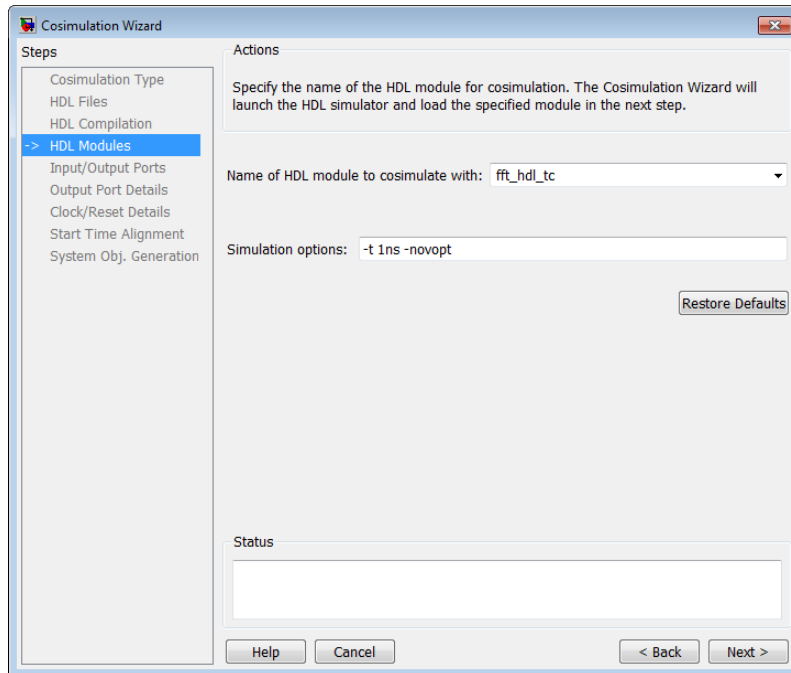 Cosimulation Wizard
Steps
Cosimulation Type
HDL Files
HDL Compilation
-> HDL Modules
Input/Output Ports
Output Port Details
Clock/Reset Details
Start Time Alignment
System Obj. Generation
Actions
Specify the name of the HDL module for cosimulation. The Cosimulation Wizard will
launch the HDL simulator and load the specified module in the next step.
Name of HDL module to cosimulate with: fft_hdl_tc
Simulation options: -t 1ns -novopt
Restore Defaults
Status
Help Cancel < Back Next >